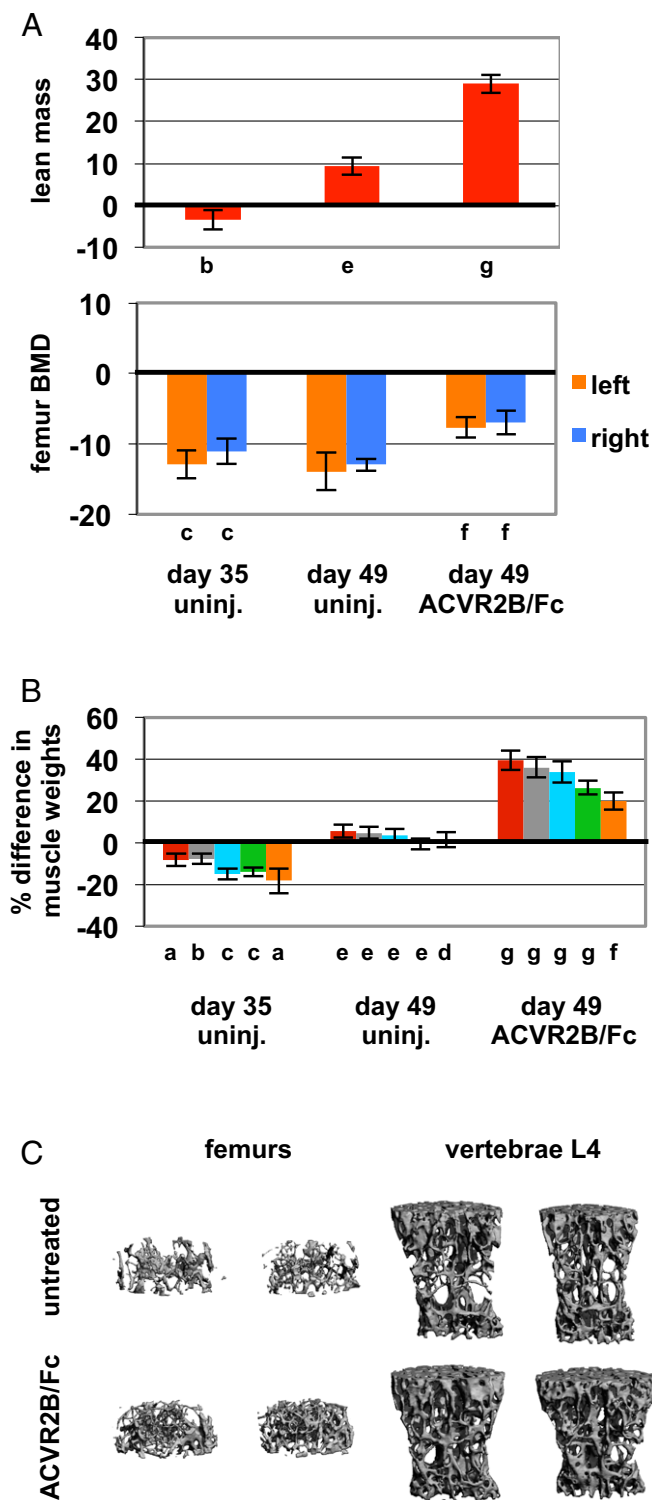 A
lean mass
40
30
20
10
0
-10
b e g
femur BMD
10
0
-10
-20
left
right
c c f f
day 35 day 49 day 49
uninj. uninj. ACVR2B/Fc
B
% difference in
muscle weights
60
40
20
0
-20
-40
a b c c a e e e e d g g g g f
day 35 day 49 day 49
uninj. uninj. ACVR2B/Fc
C
femurs vertebrae L4
untreated
ACVR2B/Fc